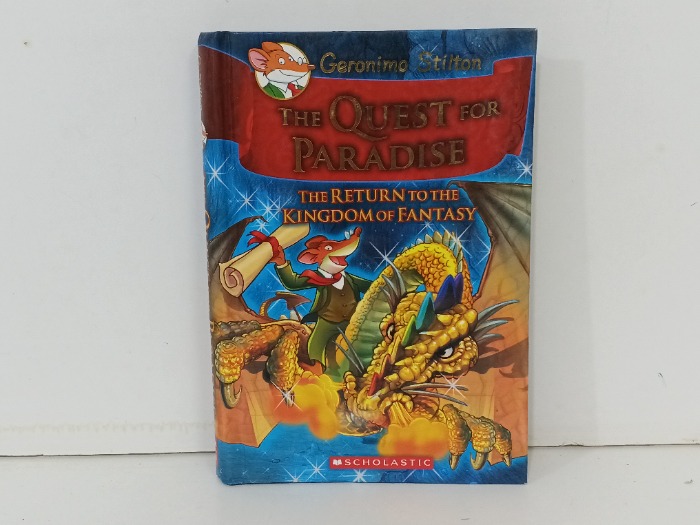 Geronimo Stilton
THE QUEST FOR
PARADISE
THE RETURN TO THE
KINGDOM OF FANTASY
SCHOLASTIC